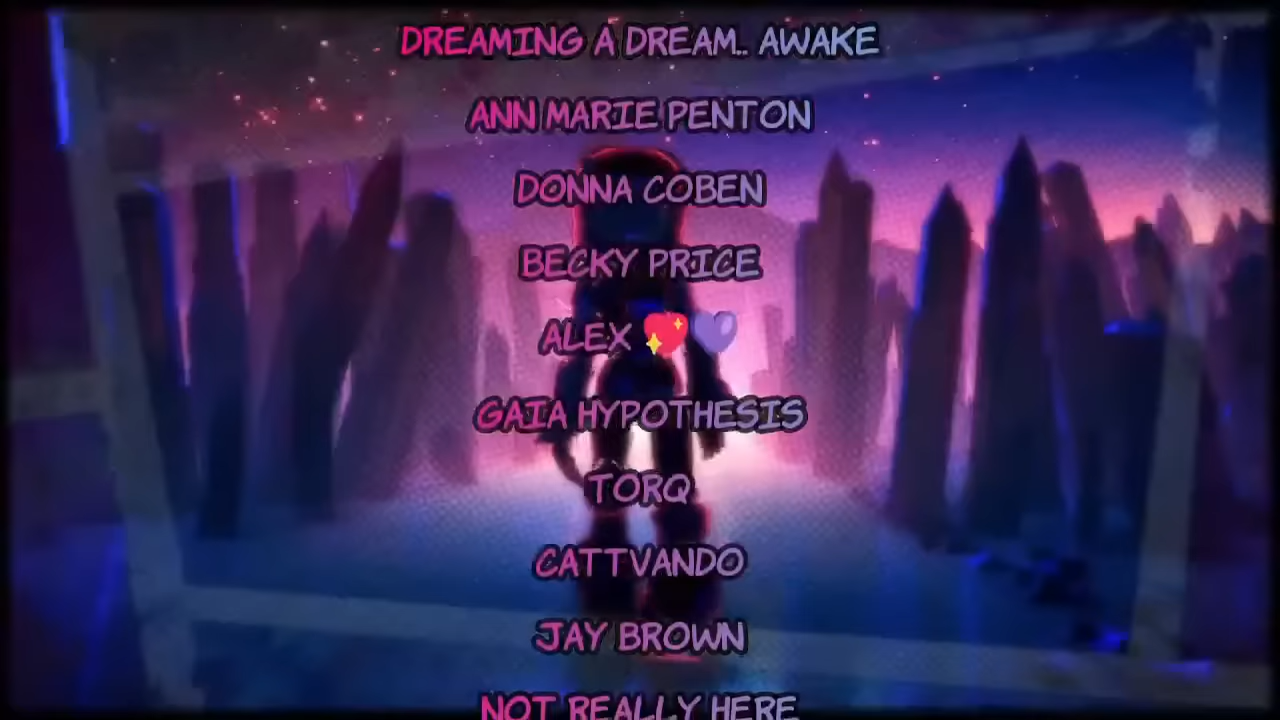 DREAMING A DREAM.. AWAKE
ANN MARIE PENTON
DONNA COBEN
BECKY PRICE
ALEX 💖💜
GAIA HYPOTHESIS
TORQ
CATTVANDO
JAY BROWN
NOT REALLY HERE